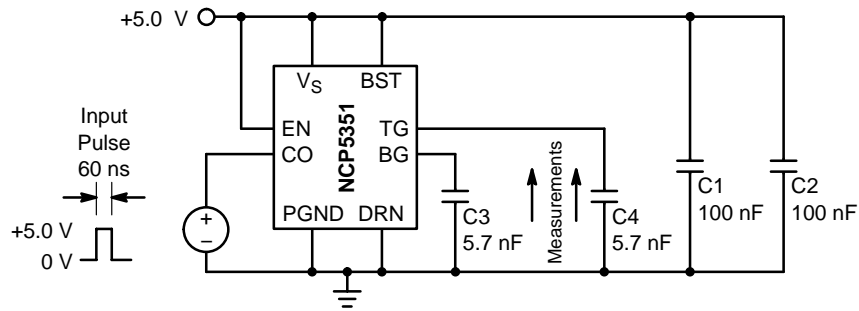 +5.0 V
VS BST
Input
Pulse
60 ns
EN
CO
NCP5351
TG
BG
PGND DRN
+
−
+5.0 V
0 V
C3
5.7 nF
Measurements
C4
5.7 nF
C1
100 nF
C2
100 nF